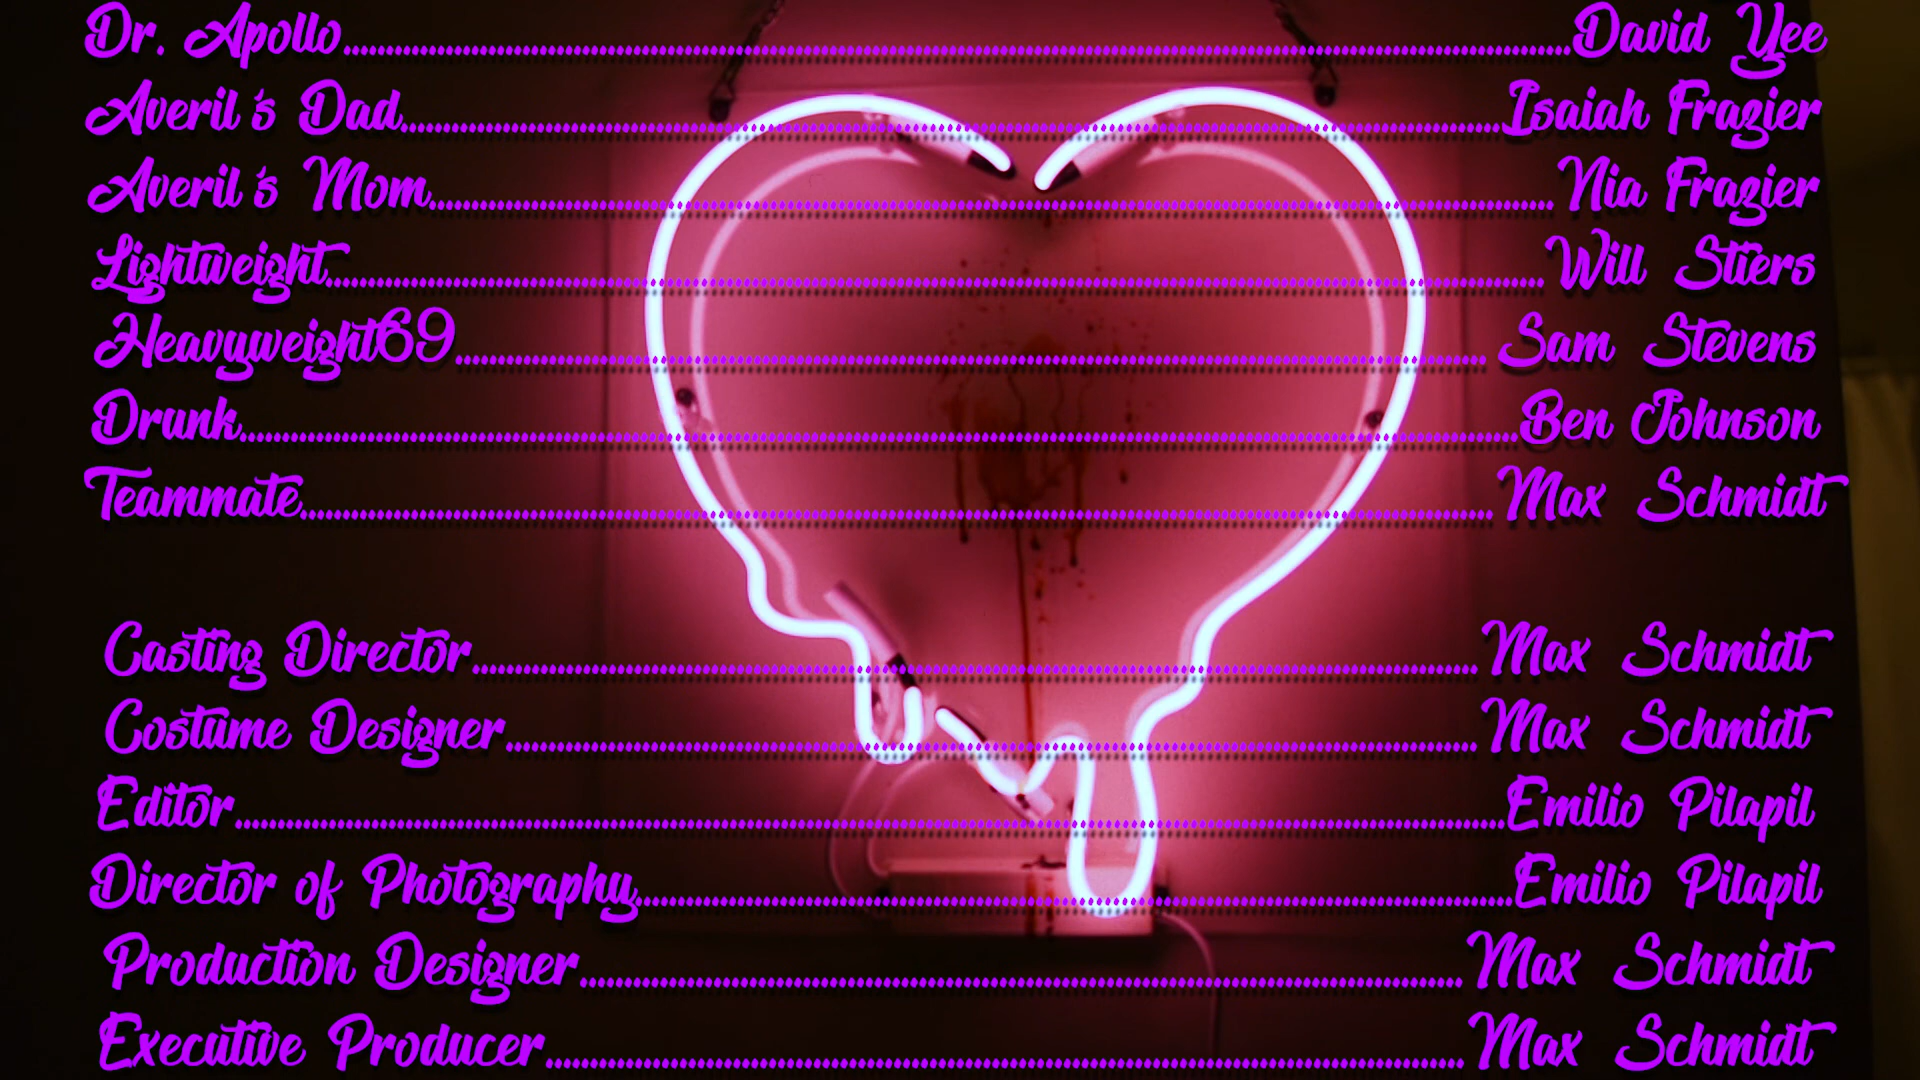 Dr. Apollo........................David Yee
Averil's Dad........................Isaiah Frazier
Averil's Mom........................Nia Frazier
Lightweight........................Will Stiers
Heavyweight69........................Sam Stevens
Drunk........................Ben Johnson
Teammate........................Max Schmidt
Casting Director........................Max Schmidt
Costume Designer........................Max Schmidt
Editor........................Emilio Pilapil
Director of Photography........................Emilio Pilapil
Production Designer........................Max Schmidt
Executive Producer........................Max Schmidt